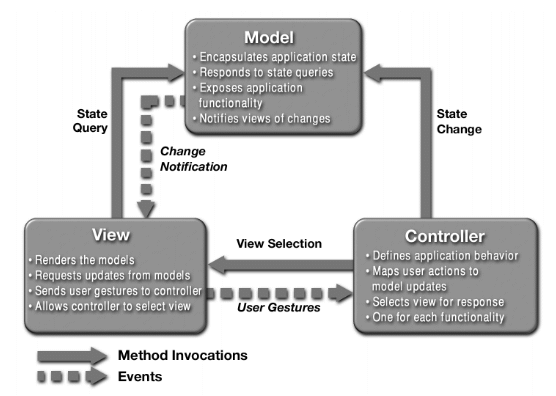 Model
• Encapsulates application state
• Responds to state queries
• Exposes application
functionality
• Notifies views of changes
State
Query
Change
Notification
State
Change
View
• Renders the models
• Requests updates from models
• Sends user gestures to controller
• Allows controller to select view
View Selection
User Gestures
Controller
• Defines application behavior
• Maps user actions to
model updates
• Selects view for response
• One for each functionality
Method Invocations
Events